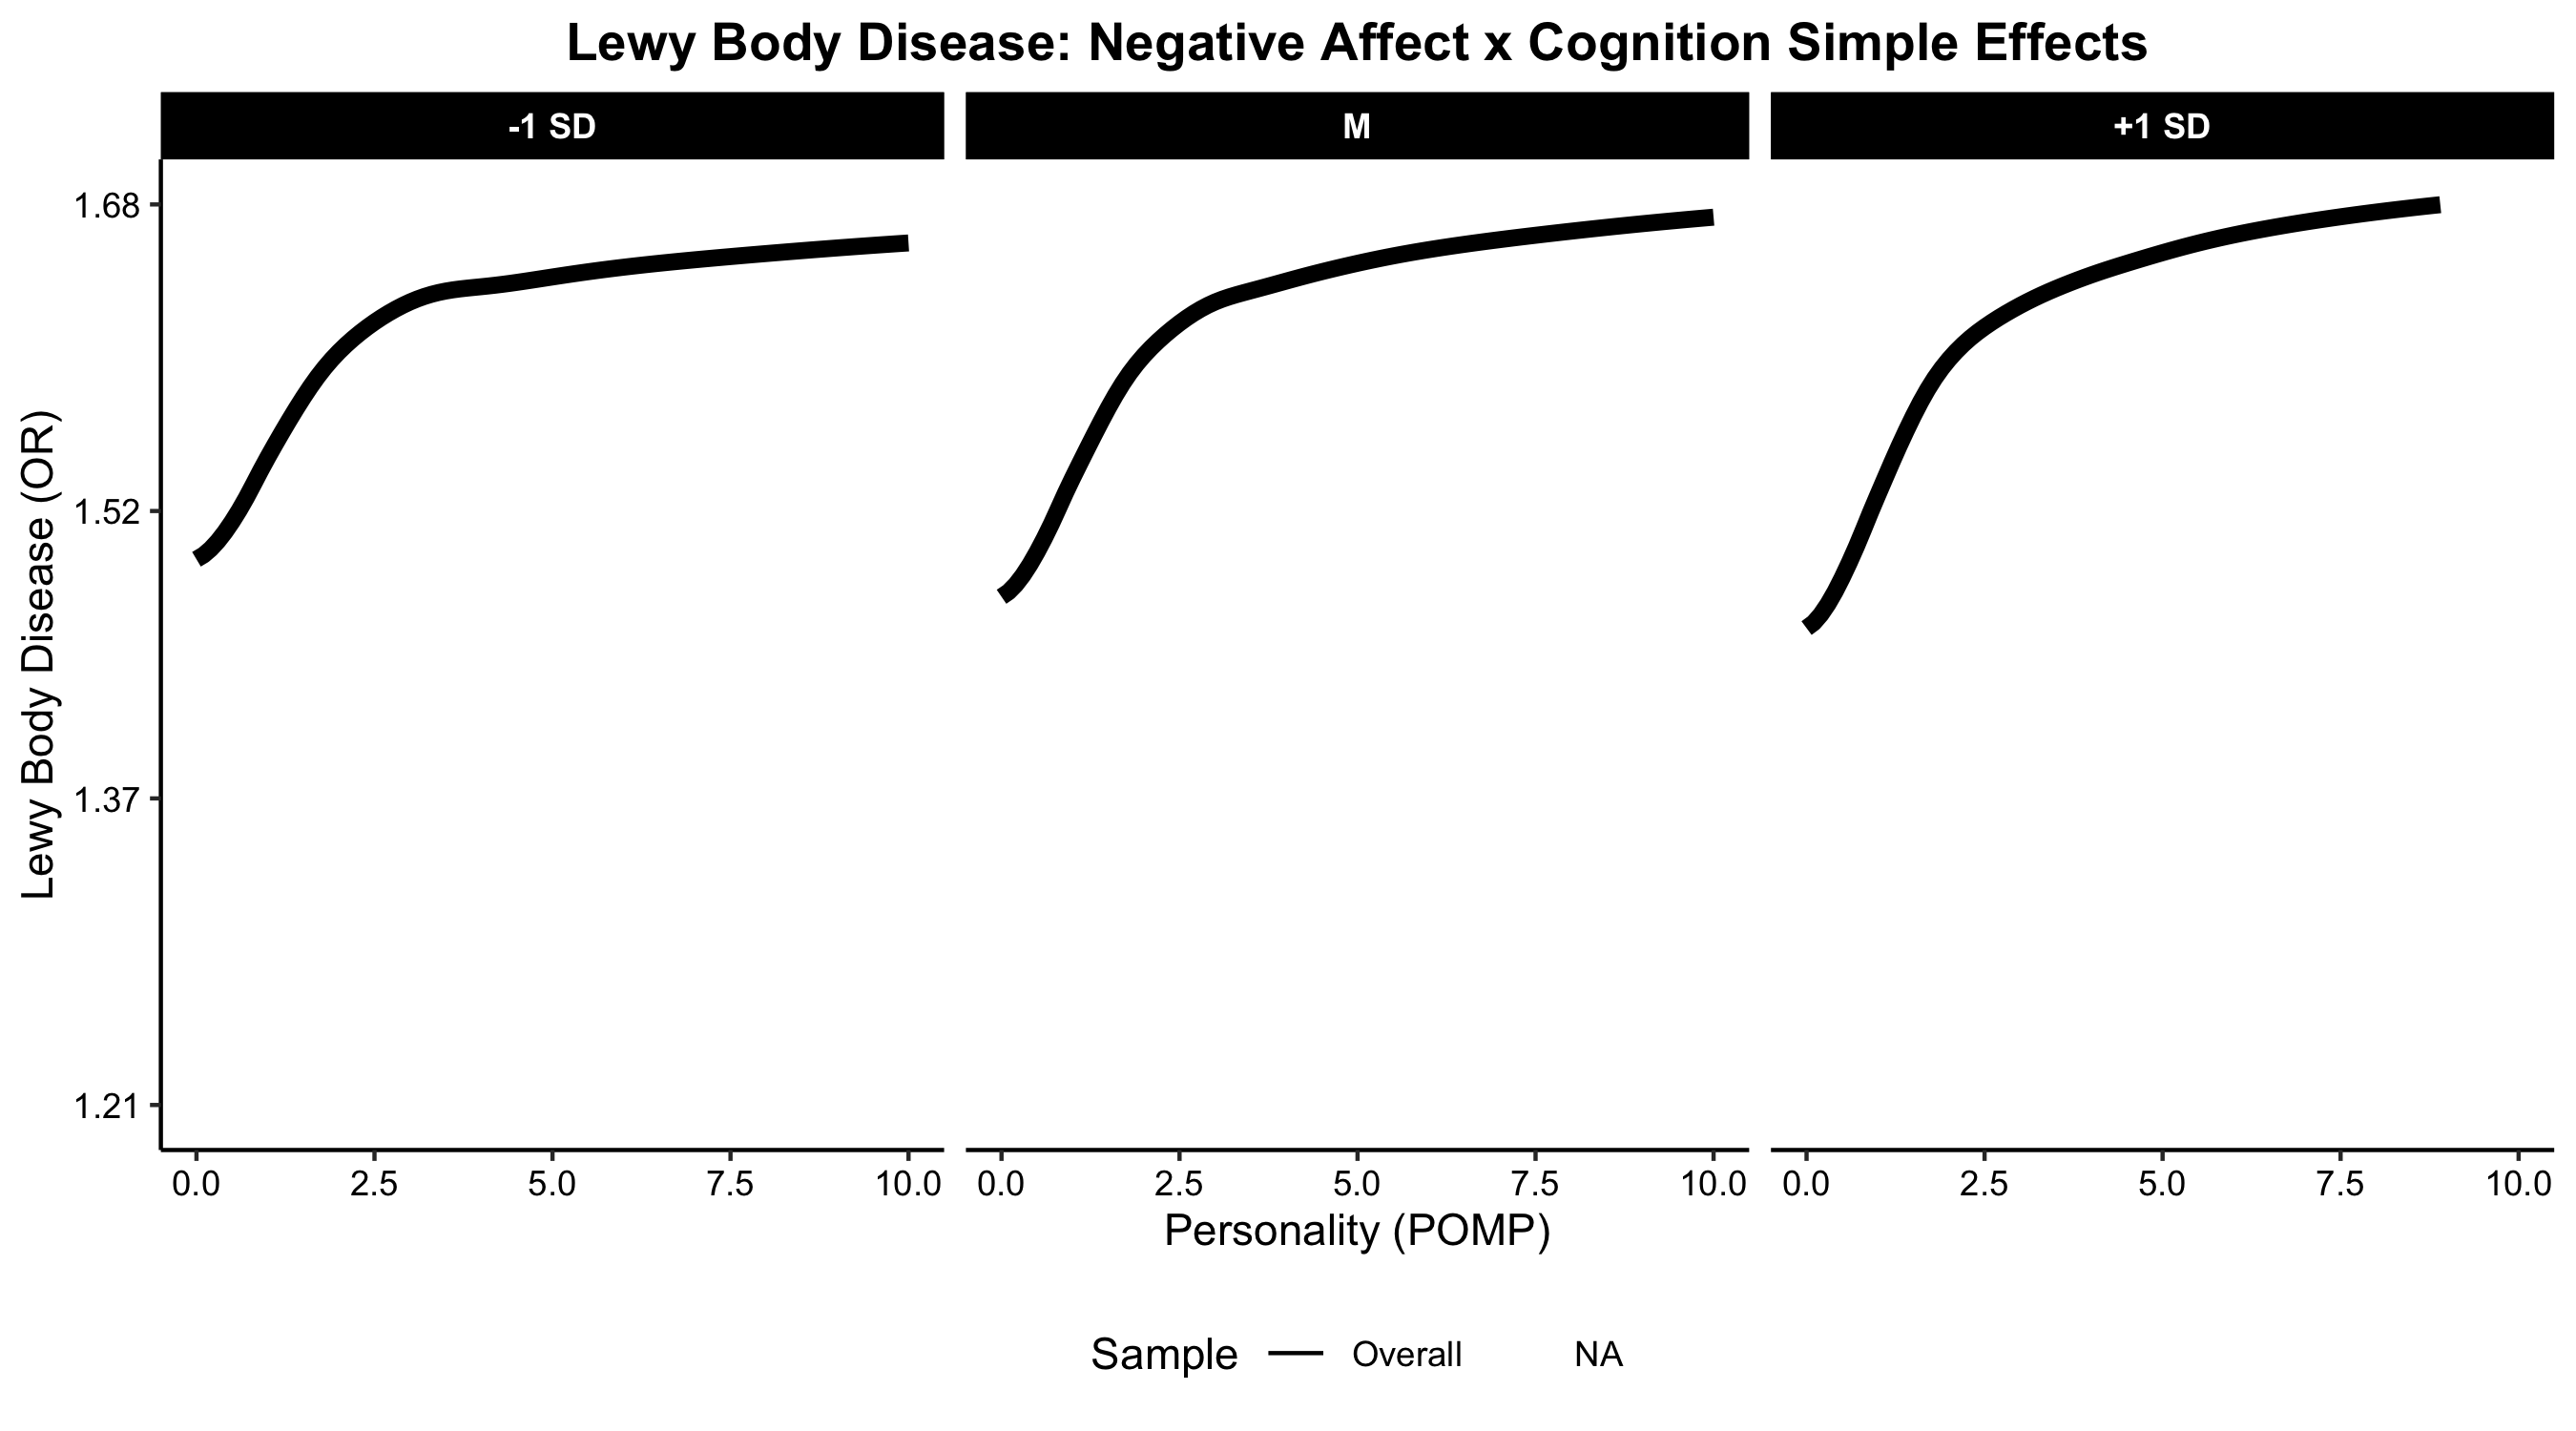 Lewy Body Disease: Negative Affect x Cognition Simple Effects
-1 SD
M
+1 SD
Lewy Body Disease (OR)
1.68
1.52
1.37
1.21
0.0 2.5 5.0 7.5 10.0
0.0 2.5 5.0 7.5 10.0
0.0 2.5 5.0 7.5 10.0
Personality (POMP)
Sample Overall NA